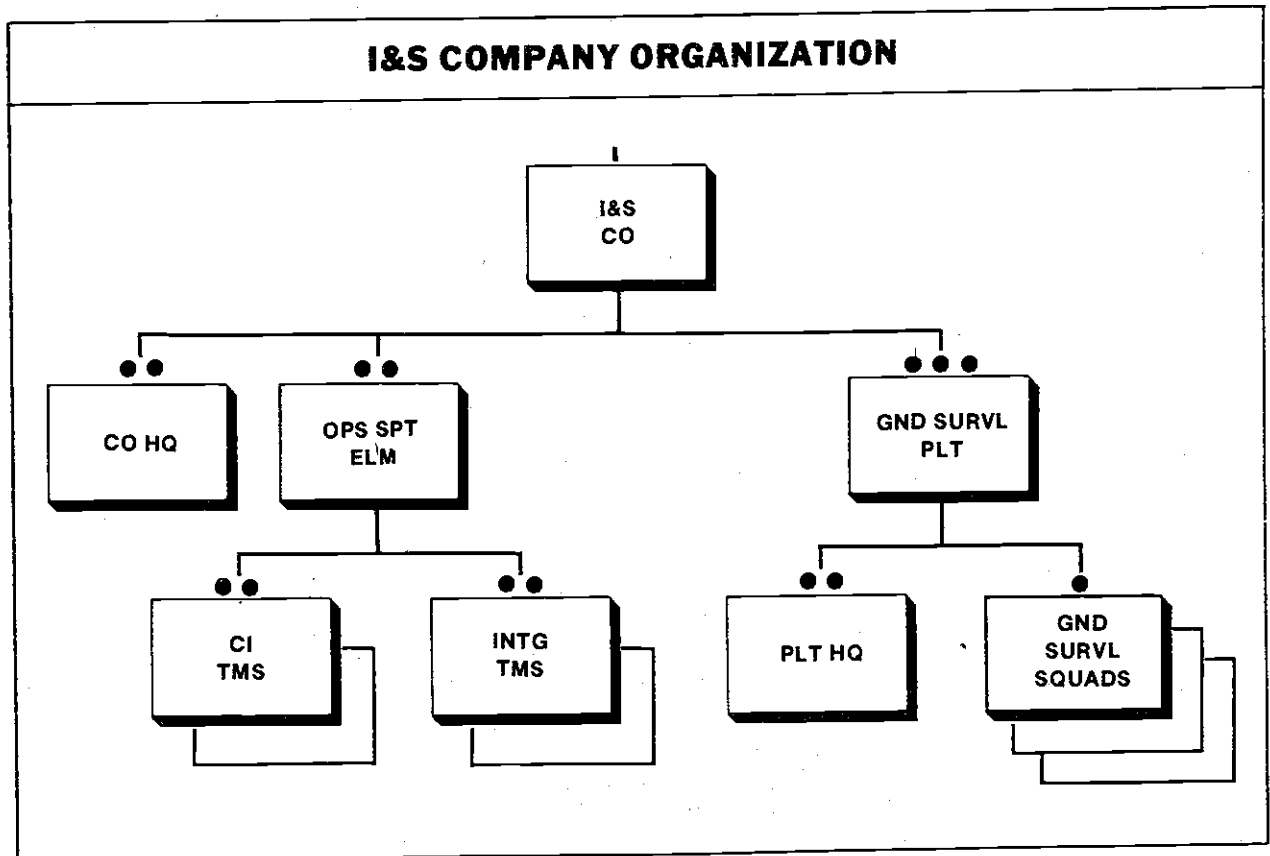 I&S COMPANY ORGANIZATION
I
I&S
CO
CO HQ
OPS SPT
ELM
GND SURVL
PLT
CI
TMS
INTG
TMS
PLT HQ
GND
SURVL
SQUADS